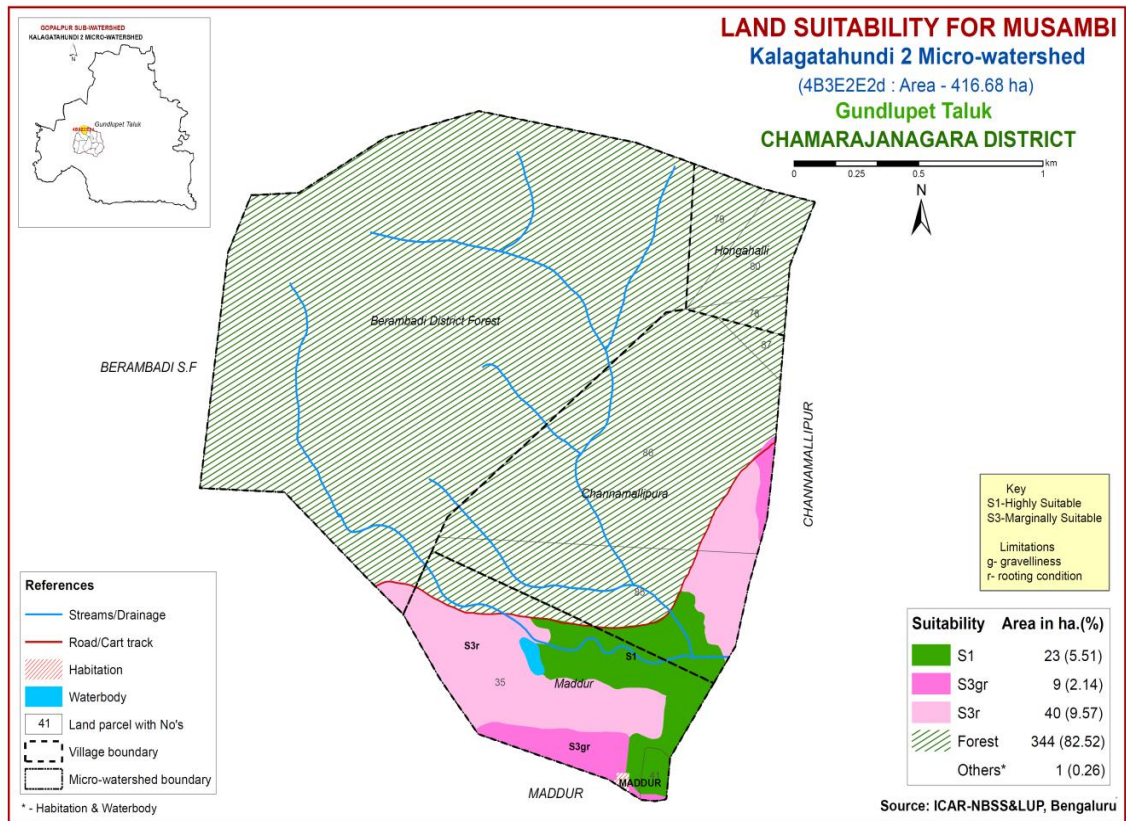 GOPALPUR SUB-WATERSHED
KALAGATAHUNDI 2 MICRO-WATERSHED
N
Gundlupet Taluk
LAND SUITABILITY FOR MUSAMBI
Kalagatahundi 2 Micro-watershed
(4B3E2E2d : Area - 416.68 ha)
Gundlupet Taluk
CHAMARAJANAGARA DISTRICT
km
0 0.25 0.5 1
N
79
Hongahalli
80
78
87
Berambadi District Forest
BERAMBADI S.F
CHANNAMALLIPUR
86
Channamallipura
85
S3r
S1
35
Maddur
S3gr
41
MADDUR
MADDUR
Key
S1-Highly Suitable
S3-Marginally Suitable
Limitations
g- gravelliness
r- rooting condition
References
Streams/Drainage
Road/Cart track
Habitation
Waterbody
41 Land parcel with No's
Village boundary
Micro-watershed boundary
* - Habitation & Waterbody
Suitability Area in ha.(%)
S1 23 (5.51)
S3gr 9 (2.14)
S3r 40 (9.57)
Forest 344 (82.52)
Others* 1 (0.26)
Source: ICAR-NBSS&LUP, Bengaluru